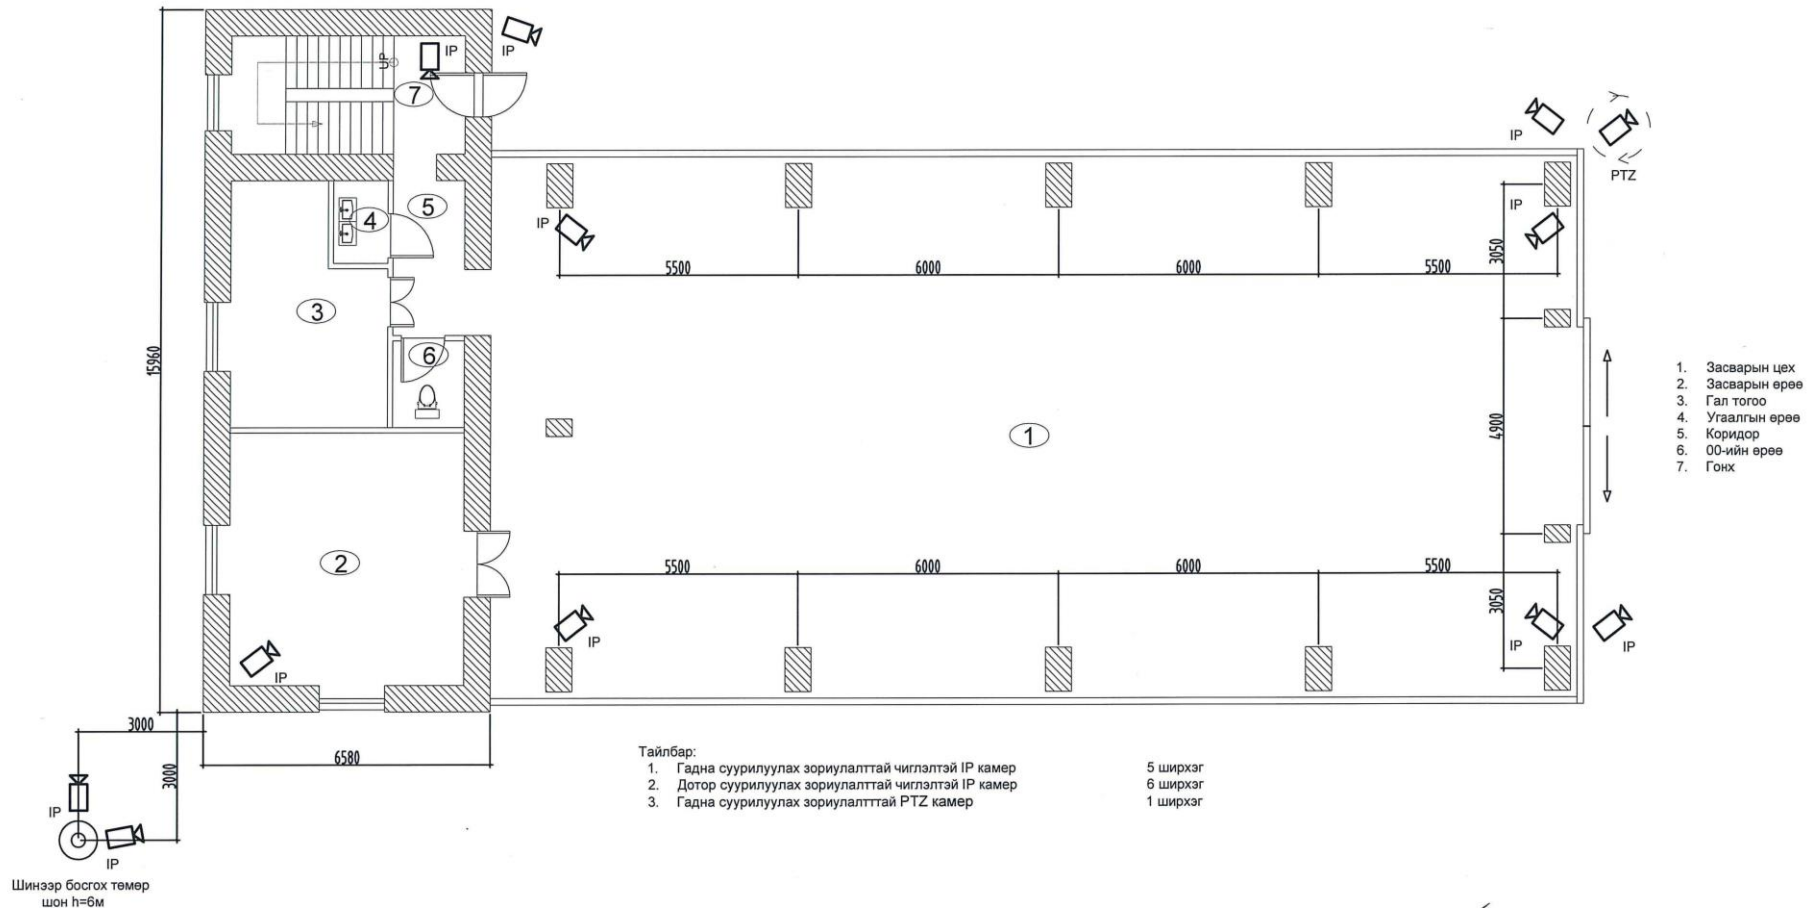 IP
IP
UP
7
IP
PTZ
5
4
IP
IP
5500
6000
6000
5500
3050
3
15960
6
4900
1
1. Засварын цех
2. Засварын өрөө
3. Гал тогоо
4. Угаалгын өрөө
5. Коридор
6. 00-ийн өрөө
7. Гонх
2
5500
6000
6000
5500
3050
IP
IP
IP
IP
3000
6580
3000
Тайлбар:
1. Гадна суурилуулах зориулалттай чиглэлтэй IP камер 5 ширхэг
2. Дотор суурилуулах зориулалттай чиглэлтэй IP камер 6 ширхэг
3. Гадна суурилуулах зориулалтттай PTZ камер 1 ширхэг
IP
IP
Шинээр босгох төмөр
шон h=6м